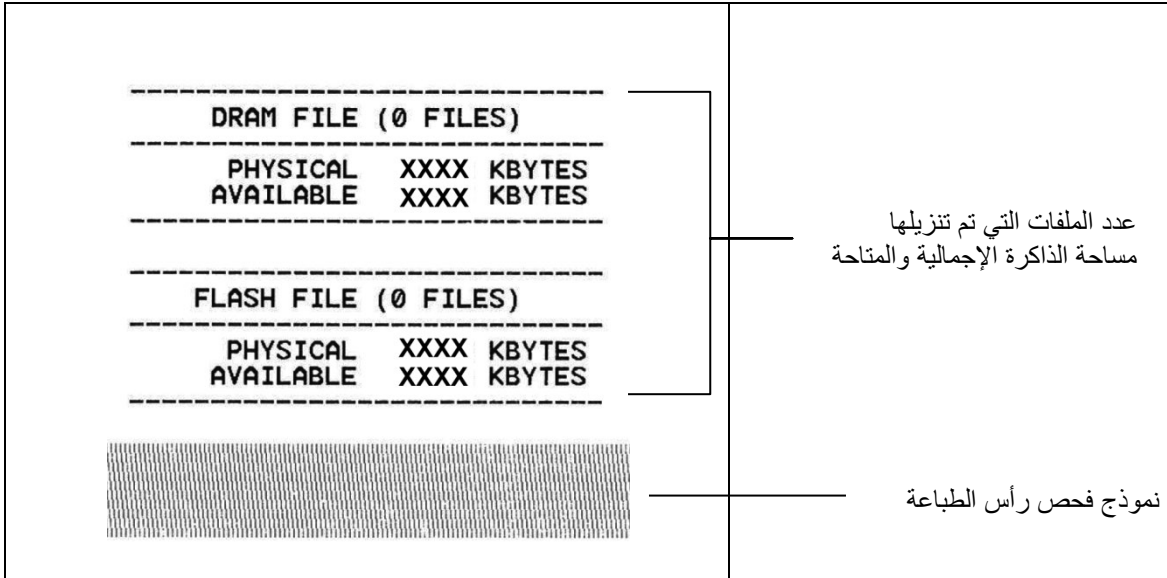 DRAM FILE (0 FILES)
PHYSICAL XXXX KBYTES
AVAILABLE XXXX KBYTES
FLASH FILE (0 FILES)
PHYSICAL XXXX KBYTES
AVAILABLE XXXX KBYTES
عدد الملفات التي تم تنزيلها
مساحة الذاكرة الإجمالية والمتاحة
نموذج فحص رأس الطباعة